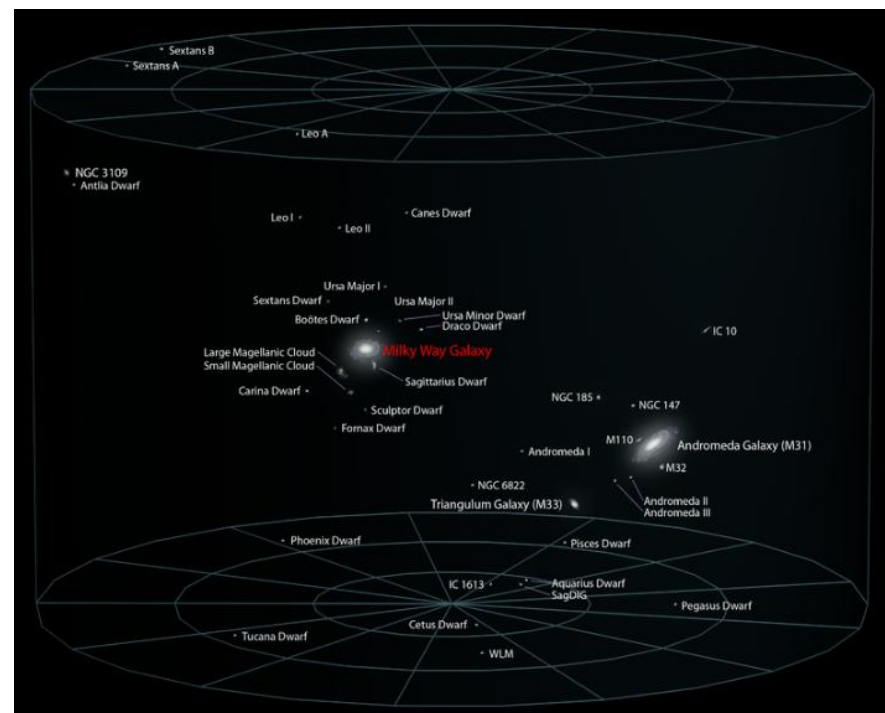 Sextans B
Sextans A
Leo A
NGC 3109
Antlia Dwarf
Leo I
Canes Dwarf
Leo II
Ursa Major I
Sextans Dwarf
Ursa Major II
Boötes Dwarf
Ursa Minor Dwarf
Draco Dwarf
IC 10
Milky Way Galaxy
Large Magellanic Cloud
Small Magellanic Cloud
Sagittarius Dwarf
Carina Dwarf
NGC 185
NGC 147
Sculptor Dwarf
Fornax Dwarf
M110
Andromeda Galaxy (M31)
Andromeda I
M32
NGC 6822
Andromeda II
Triangulum Galaxy (M33)
Andromeda III
Phoenix Dwarf
Pisces Dwarf
IC 1613
Aquarius Dwarf
SagDIG
Pegasus Dwarf
Cetus Dwarf
Tucana Dwarf
WLM